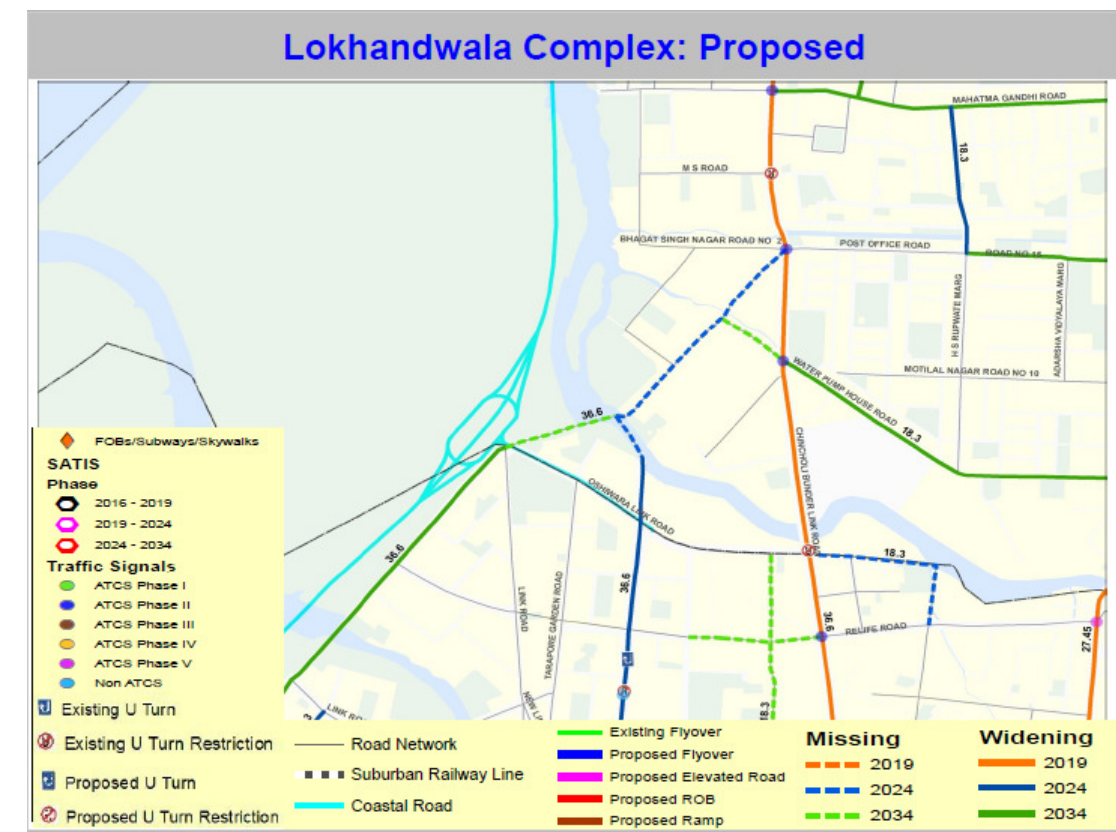 Lokhandwala Complex: Proposed
MAHATMA GANDHI ROAD
18.3
M S ROAD
BHAGAT SINGH NAGAR ROAD NO 2
POST OFFICE ROAD
ROAD NO 15
H S RUPWATE MARG
ADARSHA VIDYALAYA MARG
MOTILAL NAGAR ROAD NO 10
WATER PUMP HOUSE ROAD
18.3
36.6
CHINCHOLI BUNDER LINK ROAD
OSHIWARA LINK ROAD
36.6
18.3
36.6
LINK ROAD
TARAPORE GARDEN ROAD
36.6
RELIFE ROAD
27.45
18.3
3
FOBs/Subways/Skywalks
SATIS
Phase
2016 - 2019
2019 - 2024
2024 - 2034
Traffic Signals
ATCS Phase I
ATCS Phase II
ATCS Phase III
ATCS Phase IV
ATCS Phase V
Non ATCS
Existing U Turn
Existing U Turn Restriction
Proposed U Turn
Proposed U Turn Restriction
Road Network
Suburban Railway Line
Coastal Road
Existing Flyover
Proposed Flyover
Proposed Elevated Road
Proposed ROB
Proposed Ramp
Missing
2019
2024
2034
Widening
2019
2024
2034